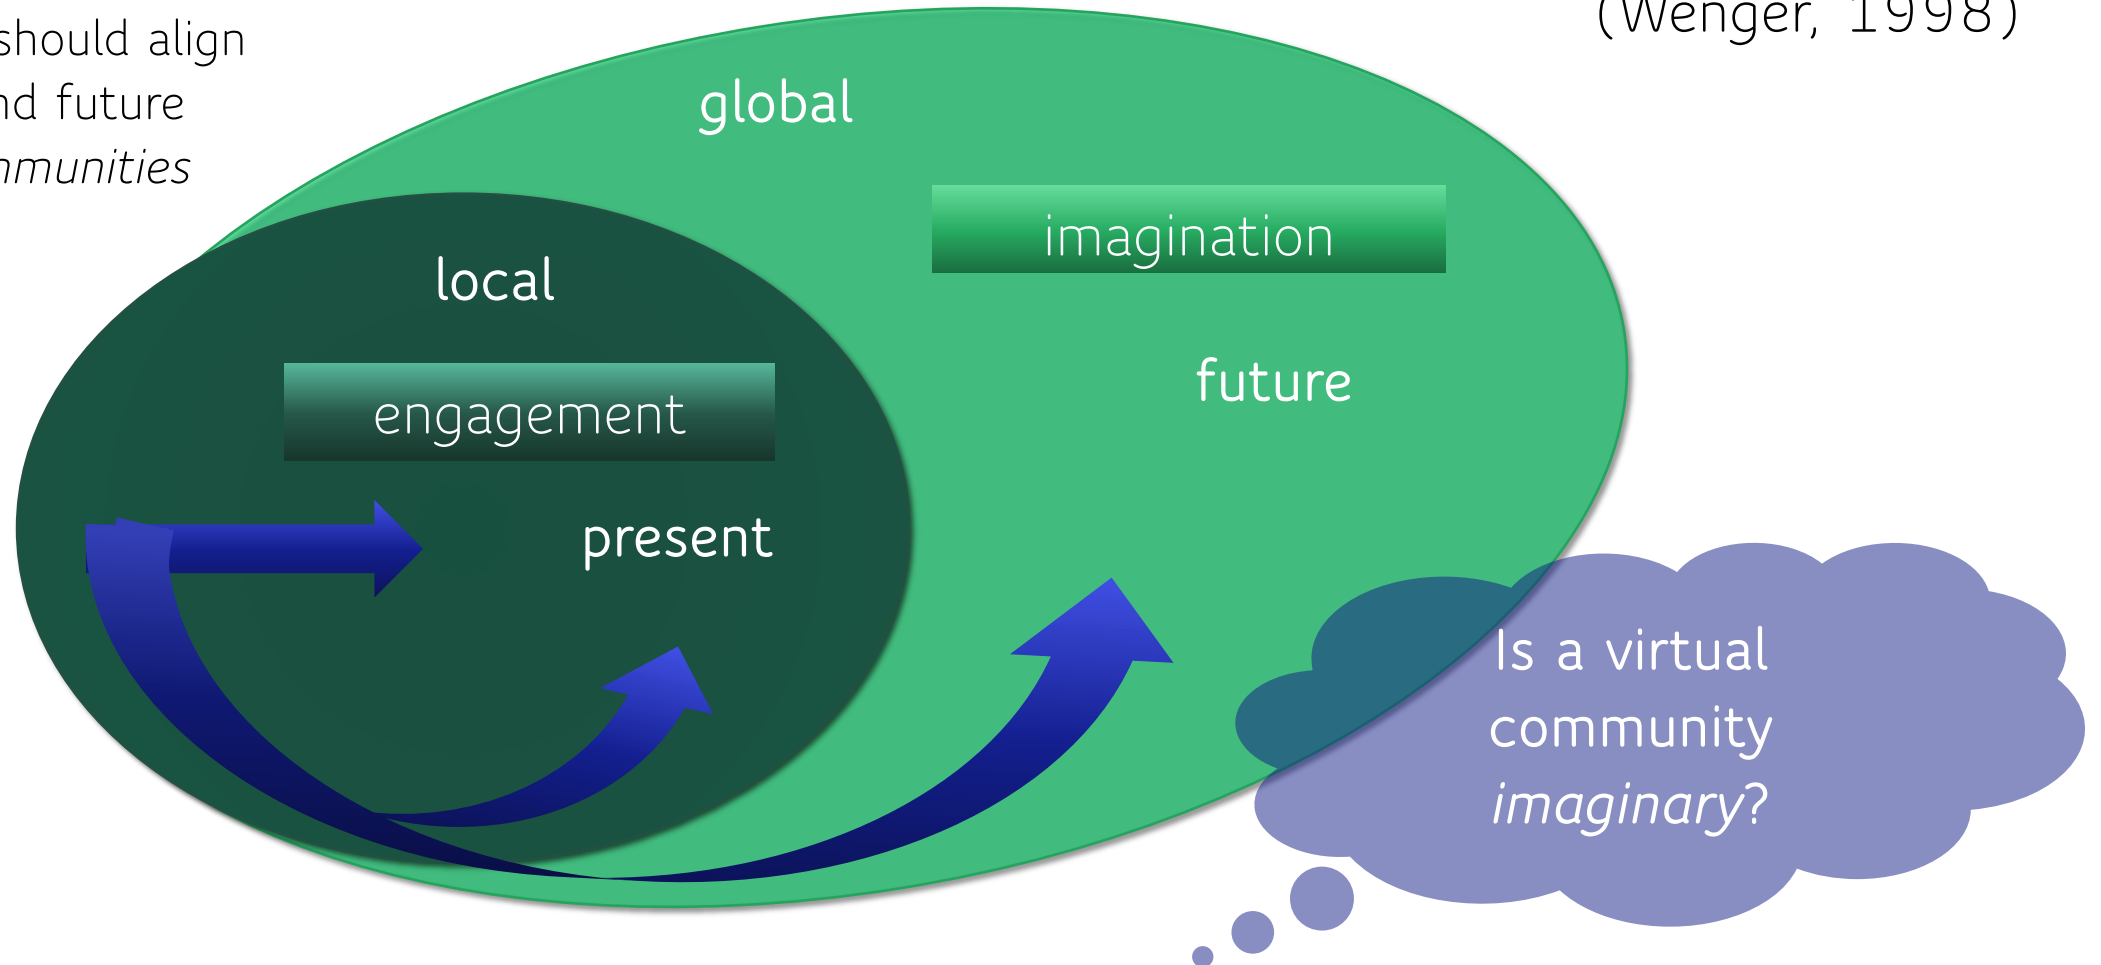 should align
nd future
mmunities
(Wenger, 1998)
global
imagination
local
future
engagement
present
Is a virtual
community
imaginary?